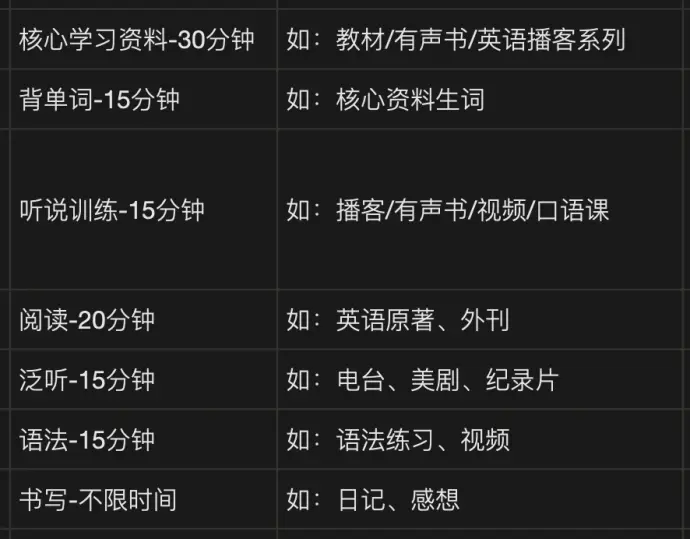 核心学习资料-30分钟 如：教材/有声书/英语播客系列
背单词-15分钟 如：核心资料生词
听说训练-15分钟 如：播客/有声书/视频/口语课
阅读-20分钟 如：英语原著、外刊
泛听-15分钟 如：电台、美剧、纪录片
语法-15分钟 如：语法练习、视频
书写-不限时间 如：日记、感想